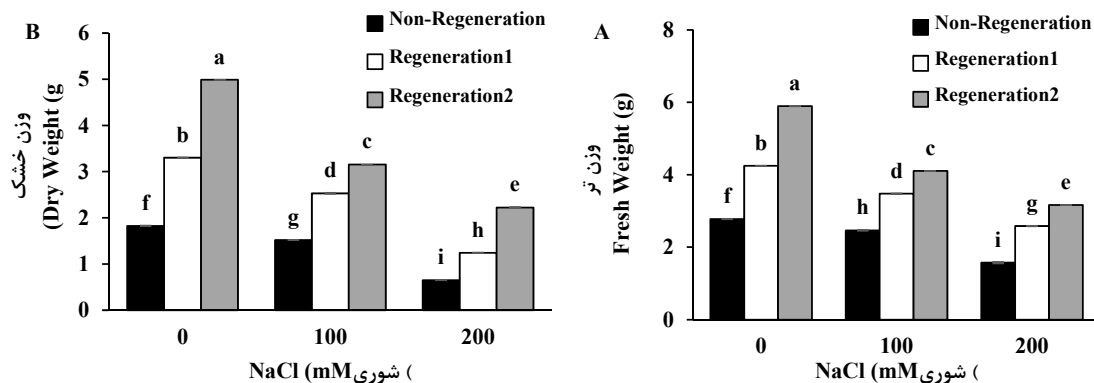 B
Non-Regeneration
Regeneration1
Regeneration2
وزن خشک
(Dry Weight (g
6
5
4
3
2
1
0
a
b
c
d
e
f
g
h
i
0 100 200
NaCl (mM شوری (
A
Non-Regeneration
Regeneration1
Regeneration2
وزن تر
Fresh Weight (g)
8
6
4
2
0
a
b
c
d
e
f
h
g
i
0 100 200
NaCl (mM شوری (